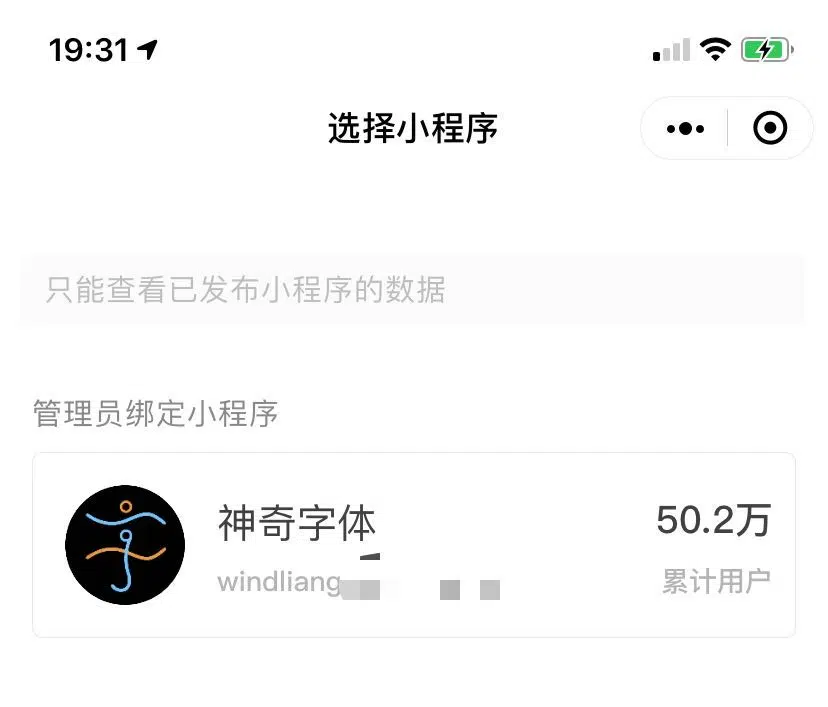 19:31
选择小程序
只能查看已发布小程序的数据
管理员绑定小程序
神奇字体
50.2万
windliang
累计用户